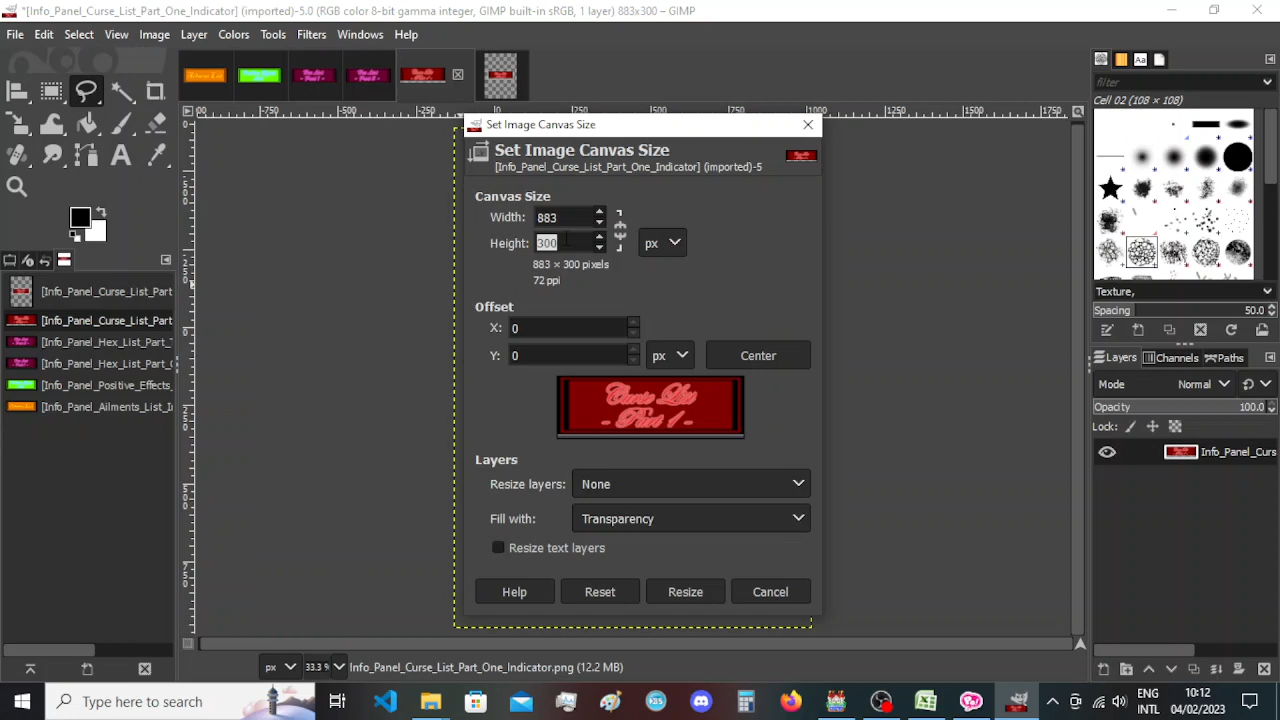 *[Info_Panel_Curse_List_Part_One_Indicator] (imported)-5.0 (RGB color 8-bit gamma integer, GIMP built-in sRGB, 1 layer) 883x300 – GIMP
File Edit Select View Image Layer Colors Tools Filters Windows Help
Set Image Canvas Size
Set Image Canvas Size
[Info_Panel_Curse_List_Part_One_Indicator] (imported)-5
Canvas Size
Width: 883
Height: 300
px
883 × 300 pixels
72 ppi
Offset
X: 0
Y: 0
px
Center
Curse List
- Part 1 -
Layers
Resize layers: None
Fill with: Transparency
Resize text layers
Help Reset Resize Cancel
[Info_Panel_Curse_List_Part
[Info_Panel_Curse_List_Part
[Info_Panel_Hex_List_Part_
[Info_Panel_Hex_List_Part_
[Info_Panel_Positive_Effects_
[Info_Panel_Ailments_List_I
-750 -500 -250 0 250 500 750 1000 1250 1500 1750
filter
Cell 02 (108 × 108)
Texture,
Spacing 50.0
Layers Channels Paths
Mode Normal
Opacity 100.0
Lock:
Info_Panel_Curs
px 33.3 % Info_Panel_Curse_List_Part_One_Indicator.png (12.2 MB)
Type here to search
ENG
INTL
10:12
04/02/2023